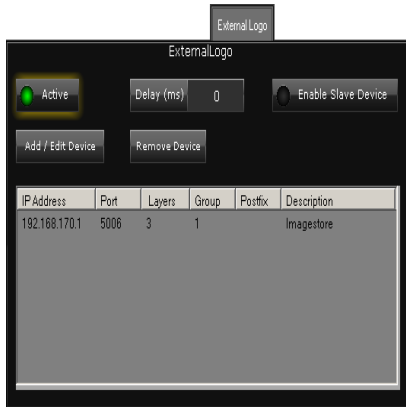 External Logo
ExternalLogo
Active
Delay (ms) 0
Enable Slave Device
Add / Edit Device
Remove Device
IP Address Port Layers Group Postfix Description
192.168.170.1 5006 3 1 Imagestore